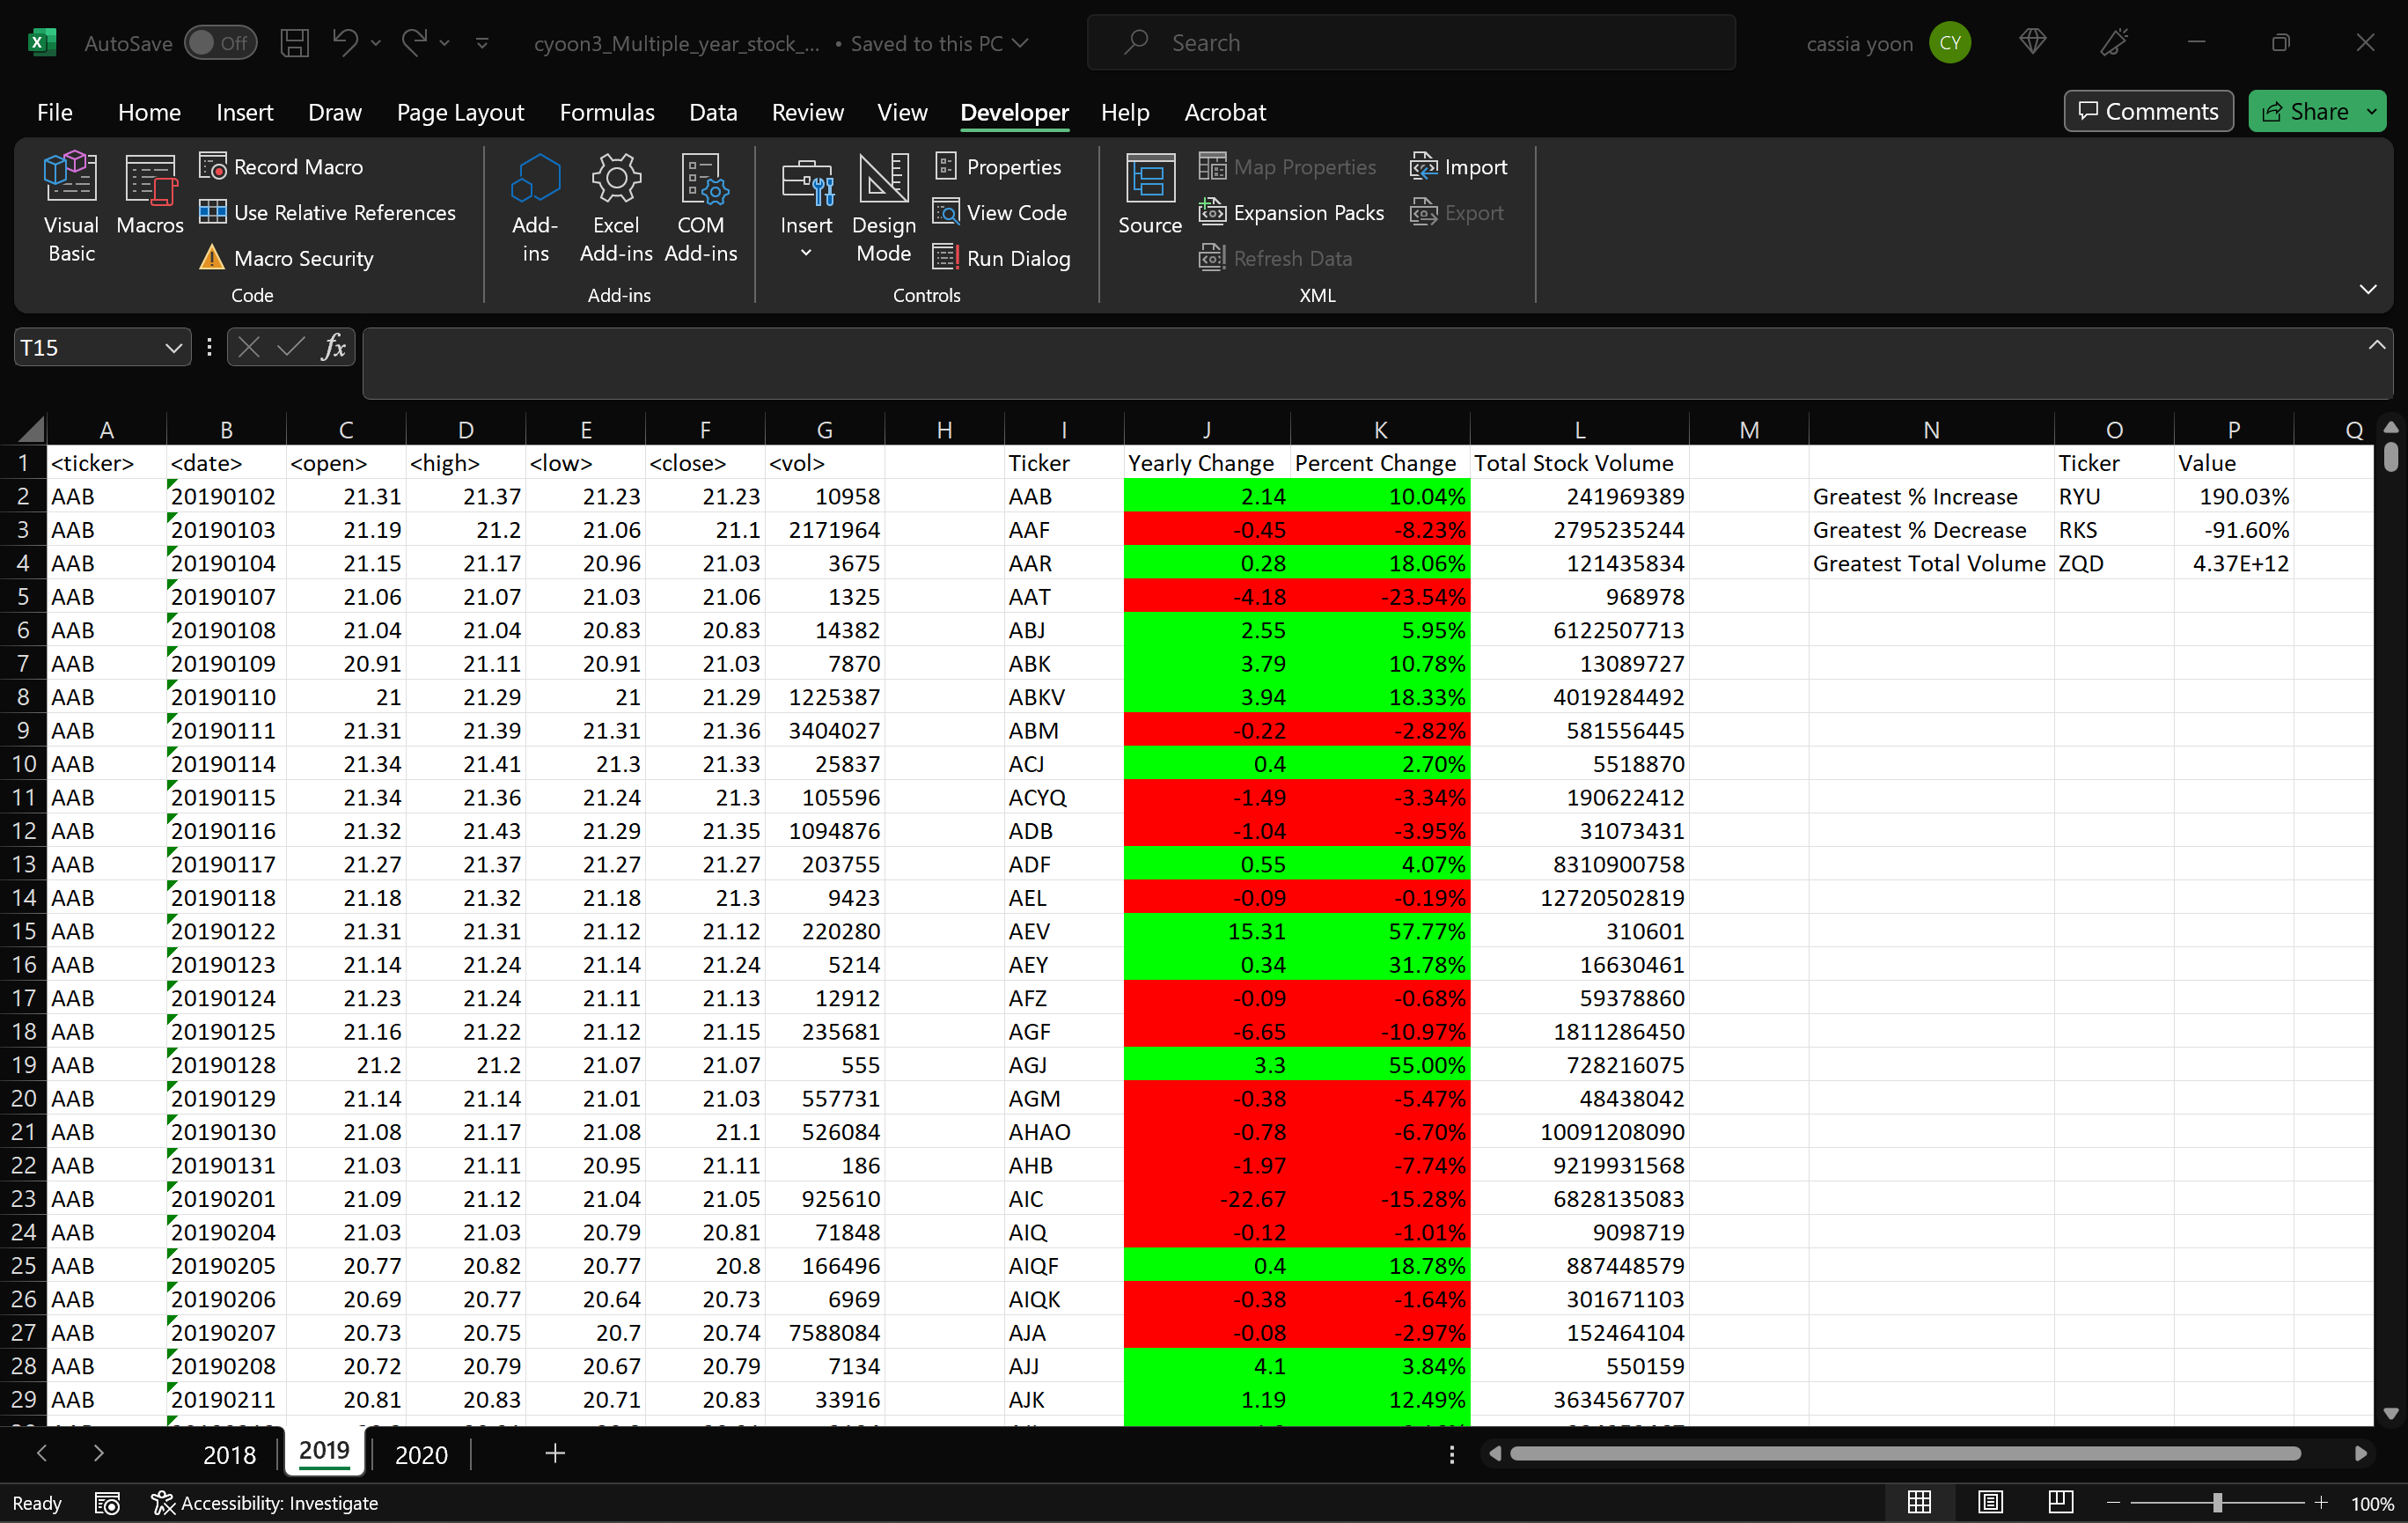 AutoSave Off cyoon3_Multiple_year_stock_... • Saved to this PC Search cassia yoon CY
File Home Insert Draw Page Layout Formulas Data Review View Developer Help Acrobat Comments Share
Visual Basic Macros Record Macro Use Relative References Macro Security Code
Add-ins Excel Add-ins COM Add-ins Add-ins
Insert Design Mode Properties View Code Run Dialog Controls
Source Map Properties Expansion Packs Refresh Data Import Export XML
T15 fx
A B C D E F G H I J K L M N O P Q
1 <ticker> <date> <open> <high> <low> <close> <vol> Ticker Yearly Change Percent Change Total Stock Volume Ticker Value
2 AAB 20190102 21.31 21.37 21.23 21.23 10958 AAB 2.14 10.04% 241969389 Greatest % Increase RYU 190.03%
3 AAB 20190103 21.19 21.2 21.06 21.1 2171964 AAF -0.45 -8.23% 2795235244 Greatest % Decrease RKS -91.60%
4 AAB 20190104 21.15 21.17 20.96 21.03 3675 AAR 0.28 18.06% 121435834 Greatest Total Volume ZQD 4.37E+12
5 AAB 20190107 21.06 21.07 21.03 21.06 1325 AAT -4.18 -23.54% 968978
6 AAB 20190108 21.04 21.04 20.83 20.83 14382 ABJ 2.55 5.95% 6122507713
7 AAB 20190109 20.91 21.11 20.91 21.03 7870 ABK 3.79 10.78% 13089727
8 AAB 20190110 21 21.29 21 21.29 1225387 ABKV 3.94 18.33% 4019284492
9 AAB 20190111 21.31 21.39 21.31 21.36 3404027 ABM -0.22 -2.82% 581556445
10 AAB 20190114 21.34 21.41 21.3 21.33 25837 ACJ 0.4 2.70% 5518870
11 AAB 20190115 21.34 21.36 21.24 21.3 105596 ACYQ -1.49 -3.34% 190622412
12 AAB 20190116 21.32 21.43 21.29 21.35 1094876 ADB -1.04 -3.95% 31073431
13 AAB 20190117 21.27 21.37 21.27 21.27 203755 ADF 0.55 4.07% 8310900758
14 AAB 20190118 21.18 21.32 21.18 21.3 9423 AEL -0.09 -0.19% 12720502819
15 AAB 20190122 21.31 21.31 21.12 21.12 220280 AEV 15.31 57.77% 310601
16 AAB 20190123 21.14 21.24 21.14 21.24 5214 AEY 0.34 31.78% 16630461
17 AAB 20190124 21.23 21.24 21.11 21.13 12912 AFZ -0.09 -0.68% 59378860
18 AAB 20190125 21.16 21.22 21.12 21.15 235681 AGF -6.65 -10.97% 1811286450
19 AAB 20190128 21.2 21.2 21.07 21.07 555 AGJ 3.3 55.00% 728216075
20 AAB 20190129 21.14 21.14 21.01 21.03 557731 AGM -0.38 -5.47% 48438042
21 AAB 20190130 21.08 21.17 21.08 21.1 526084 AHAO -0.78 -6.70% 10091208090
22 AAB 20190131 21.03 21.11 20.95 21.11 186 AHB -1.97 -7.74% 9219931568
23 AAB 20190201 21.09 21.12 21.04 21.05 925610 AIC -22.67 -15.28% 6828135083
24 AAB 20190204 21.03 21.03 20.79 20.81 71848 AIQ -0.12 -1.01% 9098719
25 AAB 20190205 20.77 20.82 20.77 20.8 166496 AIQF 0.4 18.78% 887448579
26 AAB 20190206 20.69 20.77 20.64 20.73 6969 AIQK -0.38 -1.64% 301671103
27 AAB 20190207 20.73 20.75 20.7 20.74 7588084 AJA -0.08 -2.97% 152464104
28 AAB 20190208 20.72 20.79 20.67 20.79 7134 AJJ 4.1 3.84% 550159
29 AAB 20190211 20.81 20.83 20.71 20.83 33916 AJK 1.19 12.49% 3634567707
2018 2019 2020
Ready Accessibility: Investigate 100%